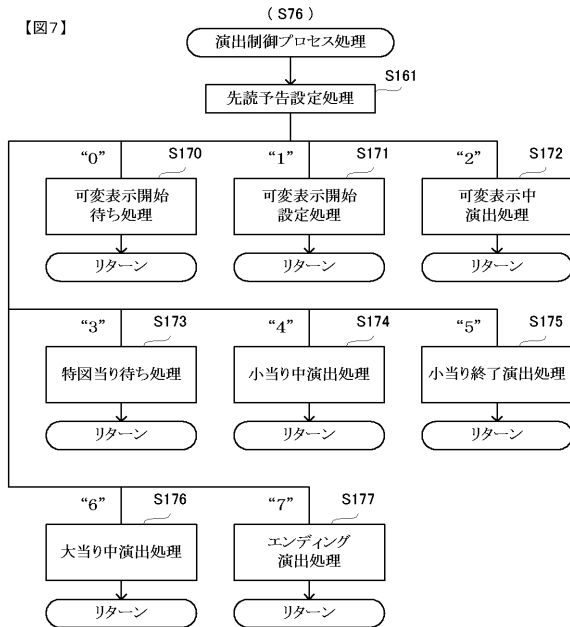 【図7】
( S76 )
演出制御プロセス処理
S161
先読予告設定処理
“0”
S170
“1”
S171
“2”
S172
可変表示開始
待ち処理
可変表示開始
設定処理
可変表示中
演出処理
リターン
リターン
リターン
“3”
S173
“4”
S174
“5”
S175
特図当り待ち処理
小当り中演出処理
小当り終了演出処理
リターン
リターン
リターン
“6”
S176
“7”
S177
大当り中演出処理
エンディング
演出処理
リターン
リターン